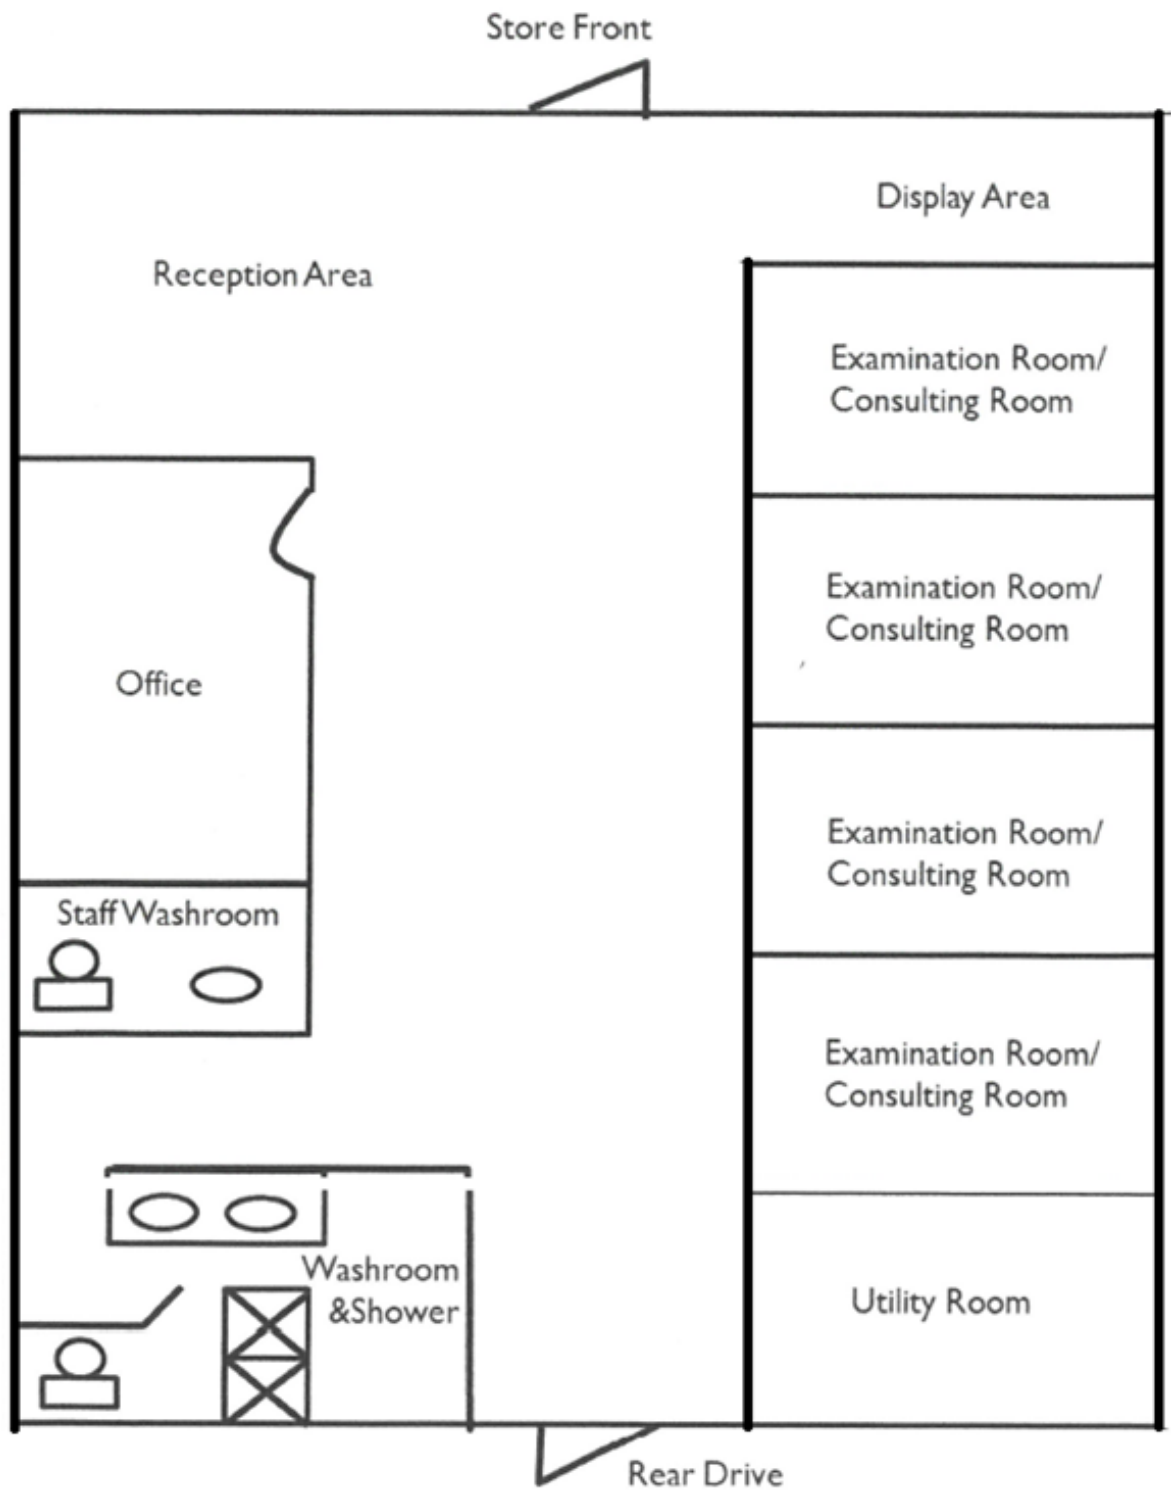 Store Front
Display Area
Reception Area
Examination Room/
Consulting Room
Examination Room/
Consulting Room
Office
Examination Room/
Consulting Room
Staff Washroom
Examination Room/
Consulting Room
Washroom
&Shower
Utility Room
Rear Drive